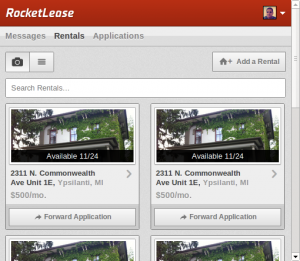 RocketLease
Messages Rentals Applications
Add a Rental
Search Rentals...
Available 11/24 Available 11/24
2311 N. Commonwealth
Ave Unit 1E, Ypsilanti, MI
$500/mo.
Forward Application
2311 N. Commonwealth
Ave Unit 1E, Ypsilanti, MI
$500/mo.
Forward Application